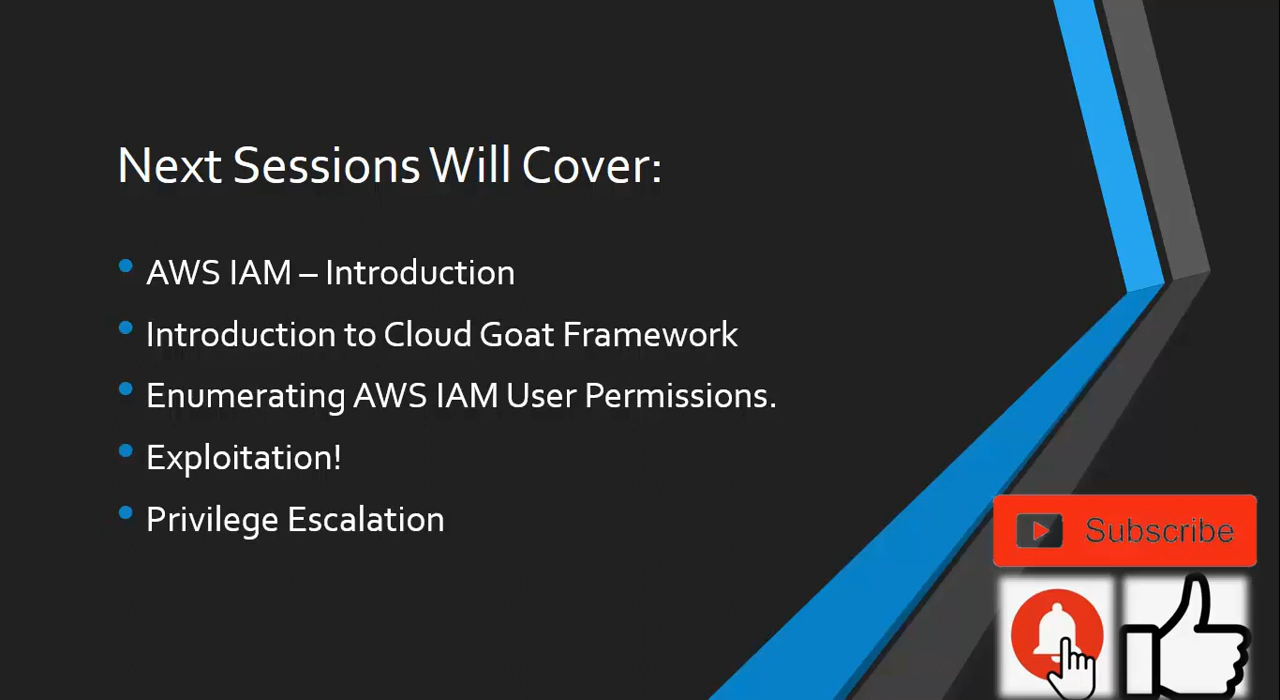 Next Sessions Will Cover:
AWS IAM – Introduction
Introduction to Cloud Goat Framework
Enumerating AWS IAM User Permissions.
Exploitation!
Privilege Escalation
Subscribe